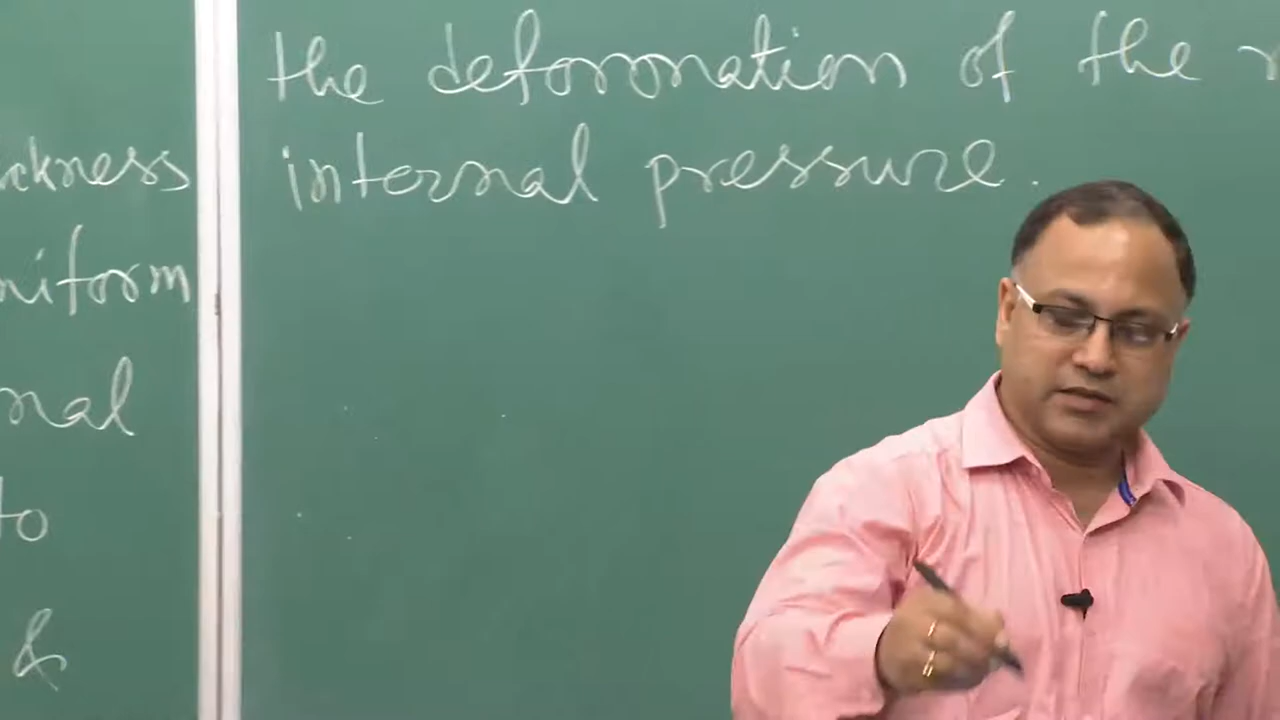 ckness
niform
nal
to
&
the deformation of the
internal pressure.